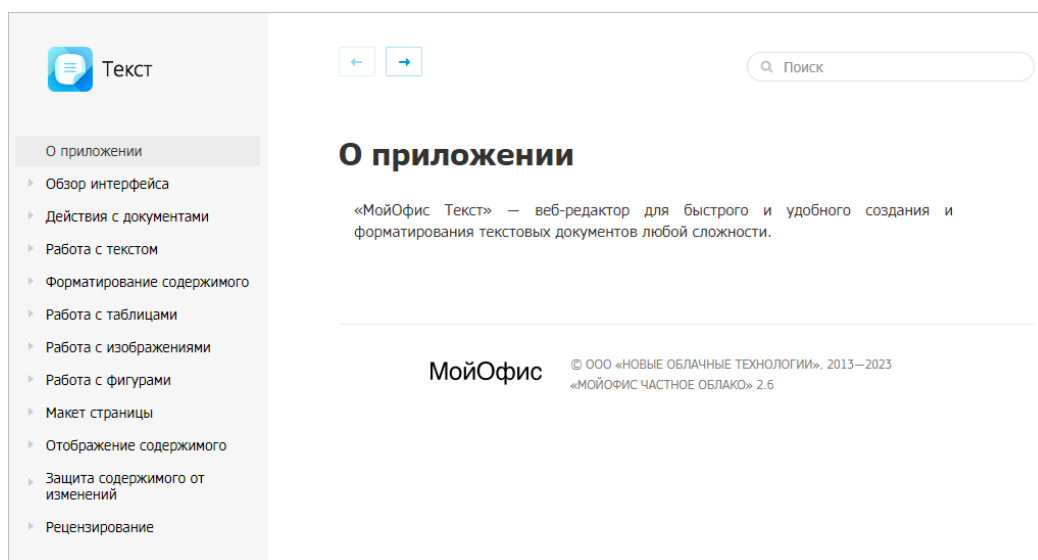 Текст
О приложении
Обзор интерфейса
Действия с документами
Работа с текстом
Форматирование содержимого
Работа с таблицами
Работа с изображениями
Работа с фигурами
Макет страницы
Отображение содержимого
Защита содержимого от
изменений
Рецензирование
Поиск
О приложении
«МойОфис Текст» — веб-редактор для быстрого и удобного создания и
форматирования текстовых документов любой сложности.
МойОфис
© ООО «НОВЫЕ ОБЛАЧНЫЕ ТЕХНОЛОГИИ», 2013—2023
«МОЙОФИС ЧАСТНОЕ ОБЛАКО» 2.6